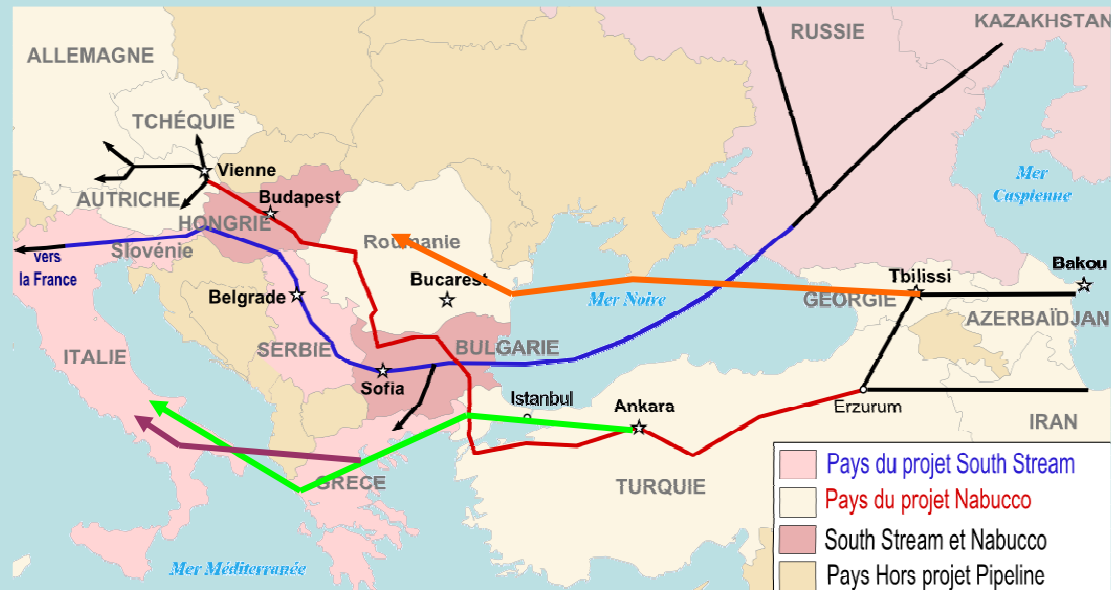 KAZAKHSTAN
RUSSIE
ALLEMAGNE
TCHÉQUIE
Vienne
Mer
Caspienne
AUTRICHE
Budapest
HONGRIE
Roumanie
Slovénie
vers
la France
Tbilissi
Bakou
Belgrade
Bucarest
Mer Noire
GEORGIE
AZERBAÏDJAN
ITALIE
SERBIE
BULGARIE
Sofia
Istanbul
Ankara
Erzurum
IRAN
GRECE
TURQUIE
Mer Méditerranée
Pays du projet South Stream
Pays du projet Nabucco
South Stream et Nabucco
Pays Hors projet Pipeline